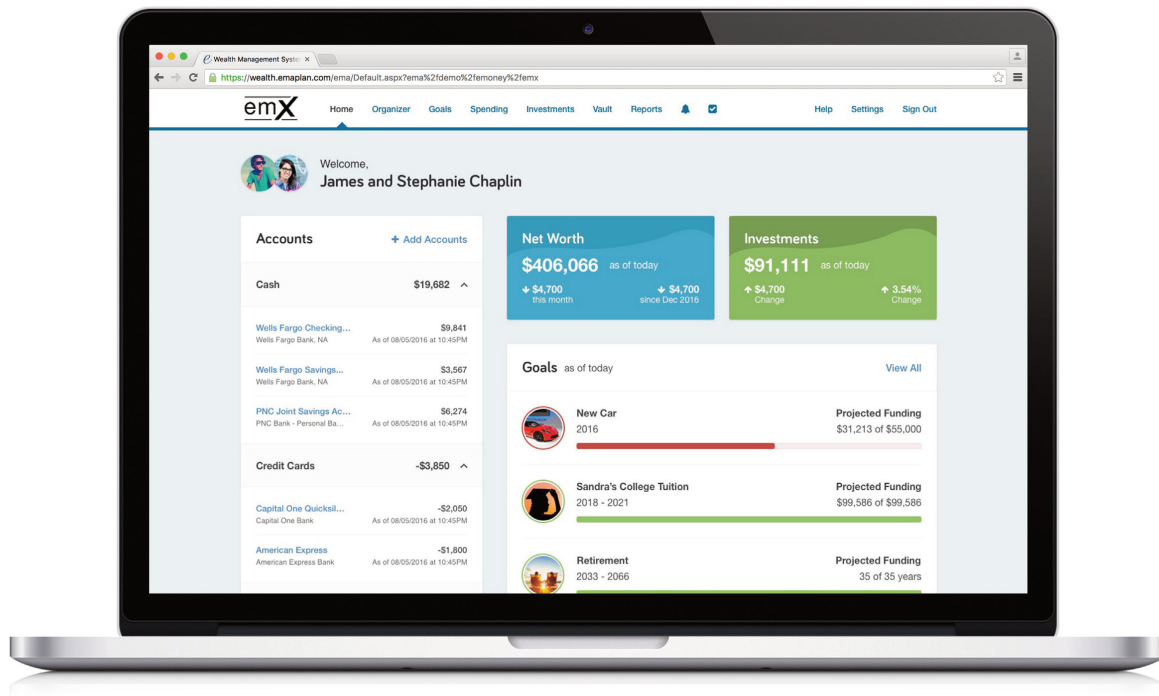 Wealth Management Syste
https://wealth.emaplan.com/ema/Default.aspx?ema%2fdemo%2femoney%2femx
emX
Home Organizer Goals Spending Investments Vault Reports Help Settings Sign Out
Welcome,
James and Stephanie Chaplin
Accounts + Add Accounts
Cash $19,682
Wells Fargo Checking... $9,841
Wells Fargo Bank, NA As of 08/05/2016 at 10:45PM
Wells Fargo Savings... $3,567
Wells Fargo Bank, NA As of 08/05/2016 at 10:45PM
PNC Joint Savings Ac... $6,274
PNC Bank - Personal Ba... As of 08/05/2016 at 10:45PM
Credit Cards -$3,850
Capital One Quicksil... -$2,050
Capital One Bank As of 08/05/2016 at 10:45PM
American Express -$1,800
American Express Bank As of 08/05/2016 at 10:45PM
Net Worth
$406,066 as of today
$4,700 $4,700
this month since Dec 2016
Investments
$91,111 as of today
$4,700 3.54%
Change Change
Goals as of today View All
New Car Projected Funding
2016 $31,213 of $55,000
Sandra's College Tuition Projected Funding
2018 - 2021 $99,586 of $99,586
Retirement Projected Funding
2033 - 2066 35 of 35 years